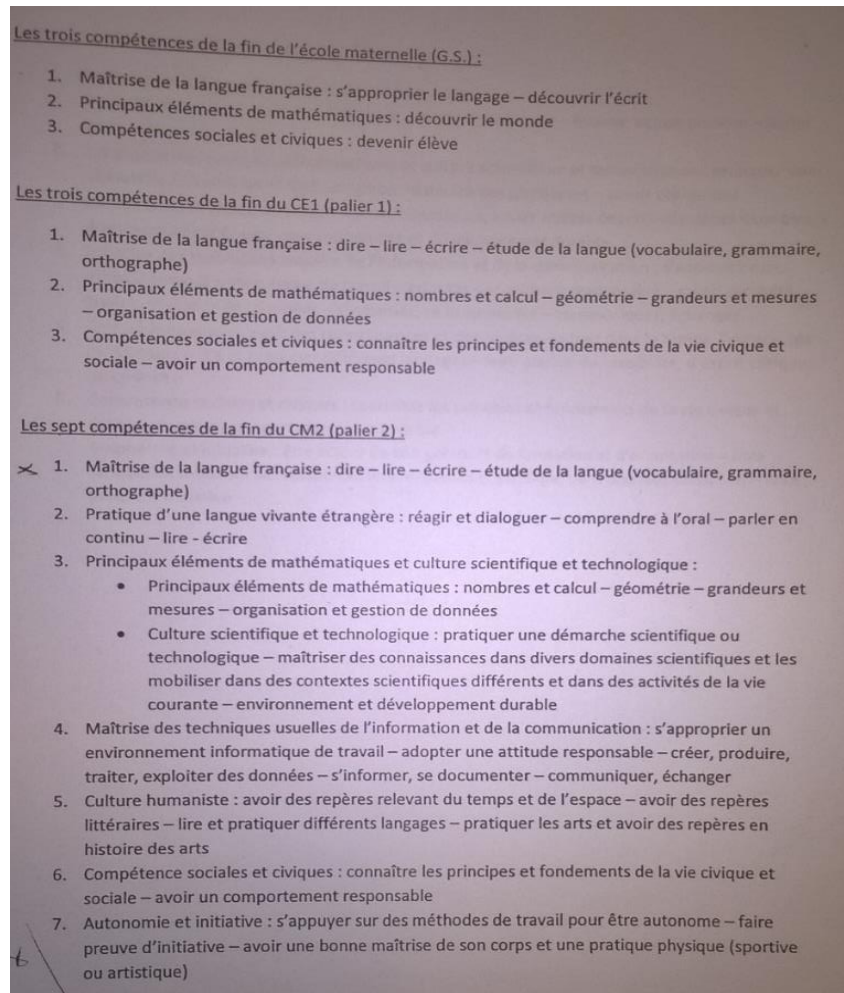 Les trois compétences de la fin de l'école maternelle (G.S.) :
1. Maîtrise de la langue française : s'approprier le langage – découvrir l'écrit
2. Principaux éléments de mathématiques : découvrir le monde
3. Compétences sociales et civiques : devenir élève
Les trois compétences de la fin du CE1 (palier 1) :
1. Maîtrise de la langue française : dire – lire – écrire – étude de la langue (vocabulaire, grammaire,
orthographe)
2. Principaux éléments de mathématiques : nombres et calcul – géométrie – grandeurs et mesures
– organisation et gestion de données
3. Compétences sociales et civiques : connaître les principes et fondements de la vie civique et
sociale – avoir un comportement responsable
Les sept compétences de la fin du CM2 (palier 2) :
1. Maîtrise de la langue française : dire – lire – écrire – étude de la langue (vocabulaire, grammaire,
orthographe)
2. Pratique d'une langue vivante étrangère : réagir et dialoguer – comprendre à l'oral – parler en
continu – lire - écrire
3. Principaux éléments de mathématiques et culture scientifique et technologique :
• Principaux éléments de mathématiques : nombres et calcul – géométrie – grandeurs et
mesures – organisation et gestion de données
• Culture scientifique et technologique : pratiquer une démarche scientifique ou
technologique – maîtriser des connaissances dans divers domaines scientifiques et les
mobiliser dans des contextes scientifiques différents et dans des activités de la vie
courante – environnement et développement durable
4. Maîtrise des techniques usuelles de l'information et de la communication : s'approprier un
environnement informatique de travail – adopter une attitude responsable – créer, produire,
traiter, exploiter des données – s'informer, se documenter – communiquer, échanger
5. Culture humaniste : avoir des repères relevant du temps et de l'espace – avoir des repères
littéraires – lire et pratiquer différents langages – pratiquer les arts et avoir des repères en
histoire des arts
6. Compétence sociales et civiques : connaître les principes et fondements de la vie civique et
sociale – avoir un comportement responsable
7. Autonomie et initiative : s'appuyer sur des méthodes de travail pour être autonome – faire
preuve d'initiative – avoir une bonne maîtrise de son corps et une pratique physique (sportive
ou artistique)